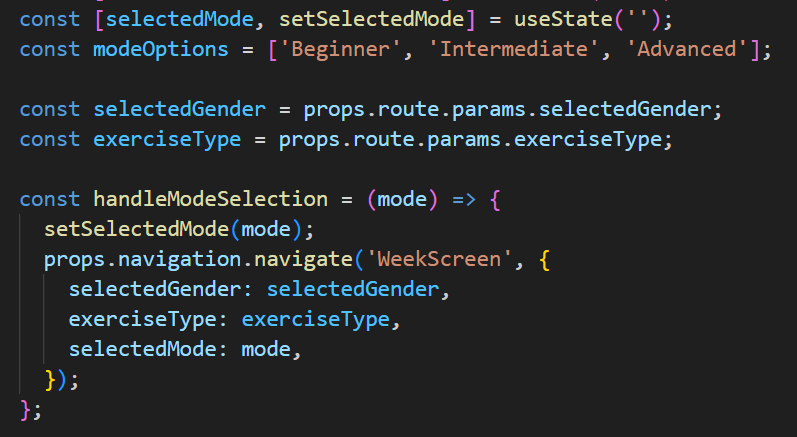 const [selectedMode, setSelectedMode] = useState('');
const modeOptions = ['Beginner', 'Intermediate', 'Advanced'];
const selectedGender = props.route.params.selectedGender;
const exerciseType = props.route.params.exerciseType;
const handleModeSelection = (mode) => {
  setSelectedMode(mode);
  props.navigation.navigate('WeekScreen', {
    selectedGender: selectedGender,
    exerciseType: exerciseType,
    selectedMode: mode,
  });
};